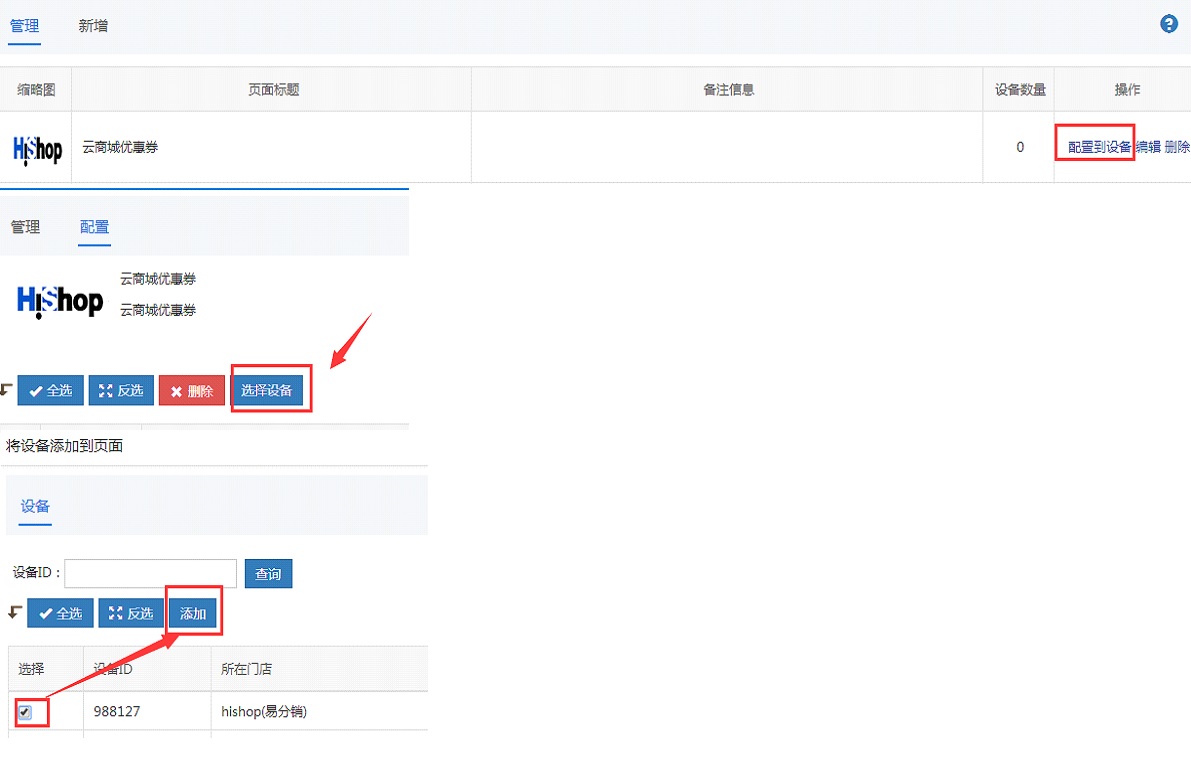 管理 新增
缩略图 页面标题 备注信息 设备数量 操作
HiShop 云商城优惠券 0 配置到设备 编辑 删除
管理 配置
云商城优惠券
HiShop
云商城优惠券
全选 反选 删除 选择设备
将设备添加到页面
设备
设备ID： 查询
全选 反选 添加
选择 设备ID 所在门店
988127 hishop(易分销)